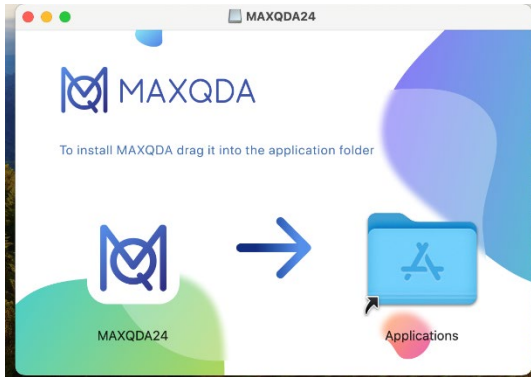 MAXQDA24
MAXQDA
To install MAXQDA drag it into the application folder
MAXQDA24
Applications